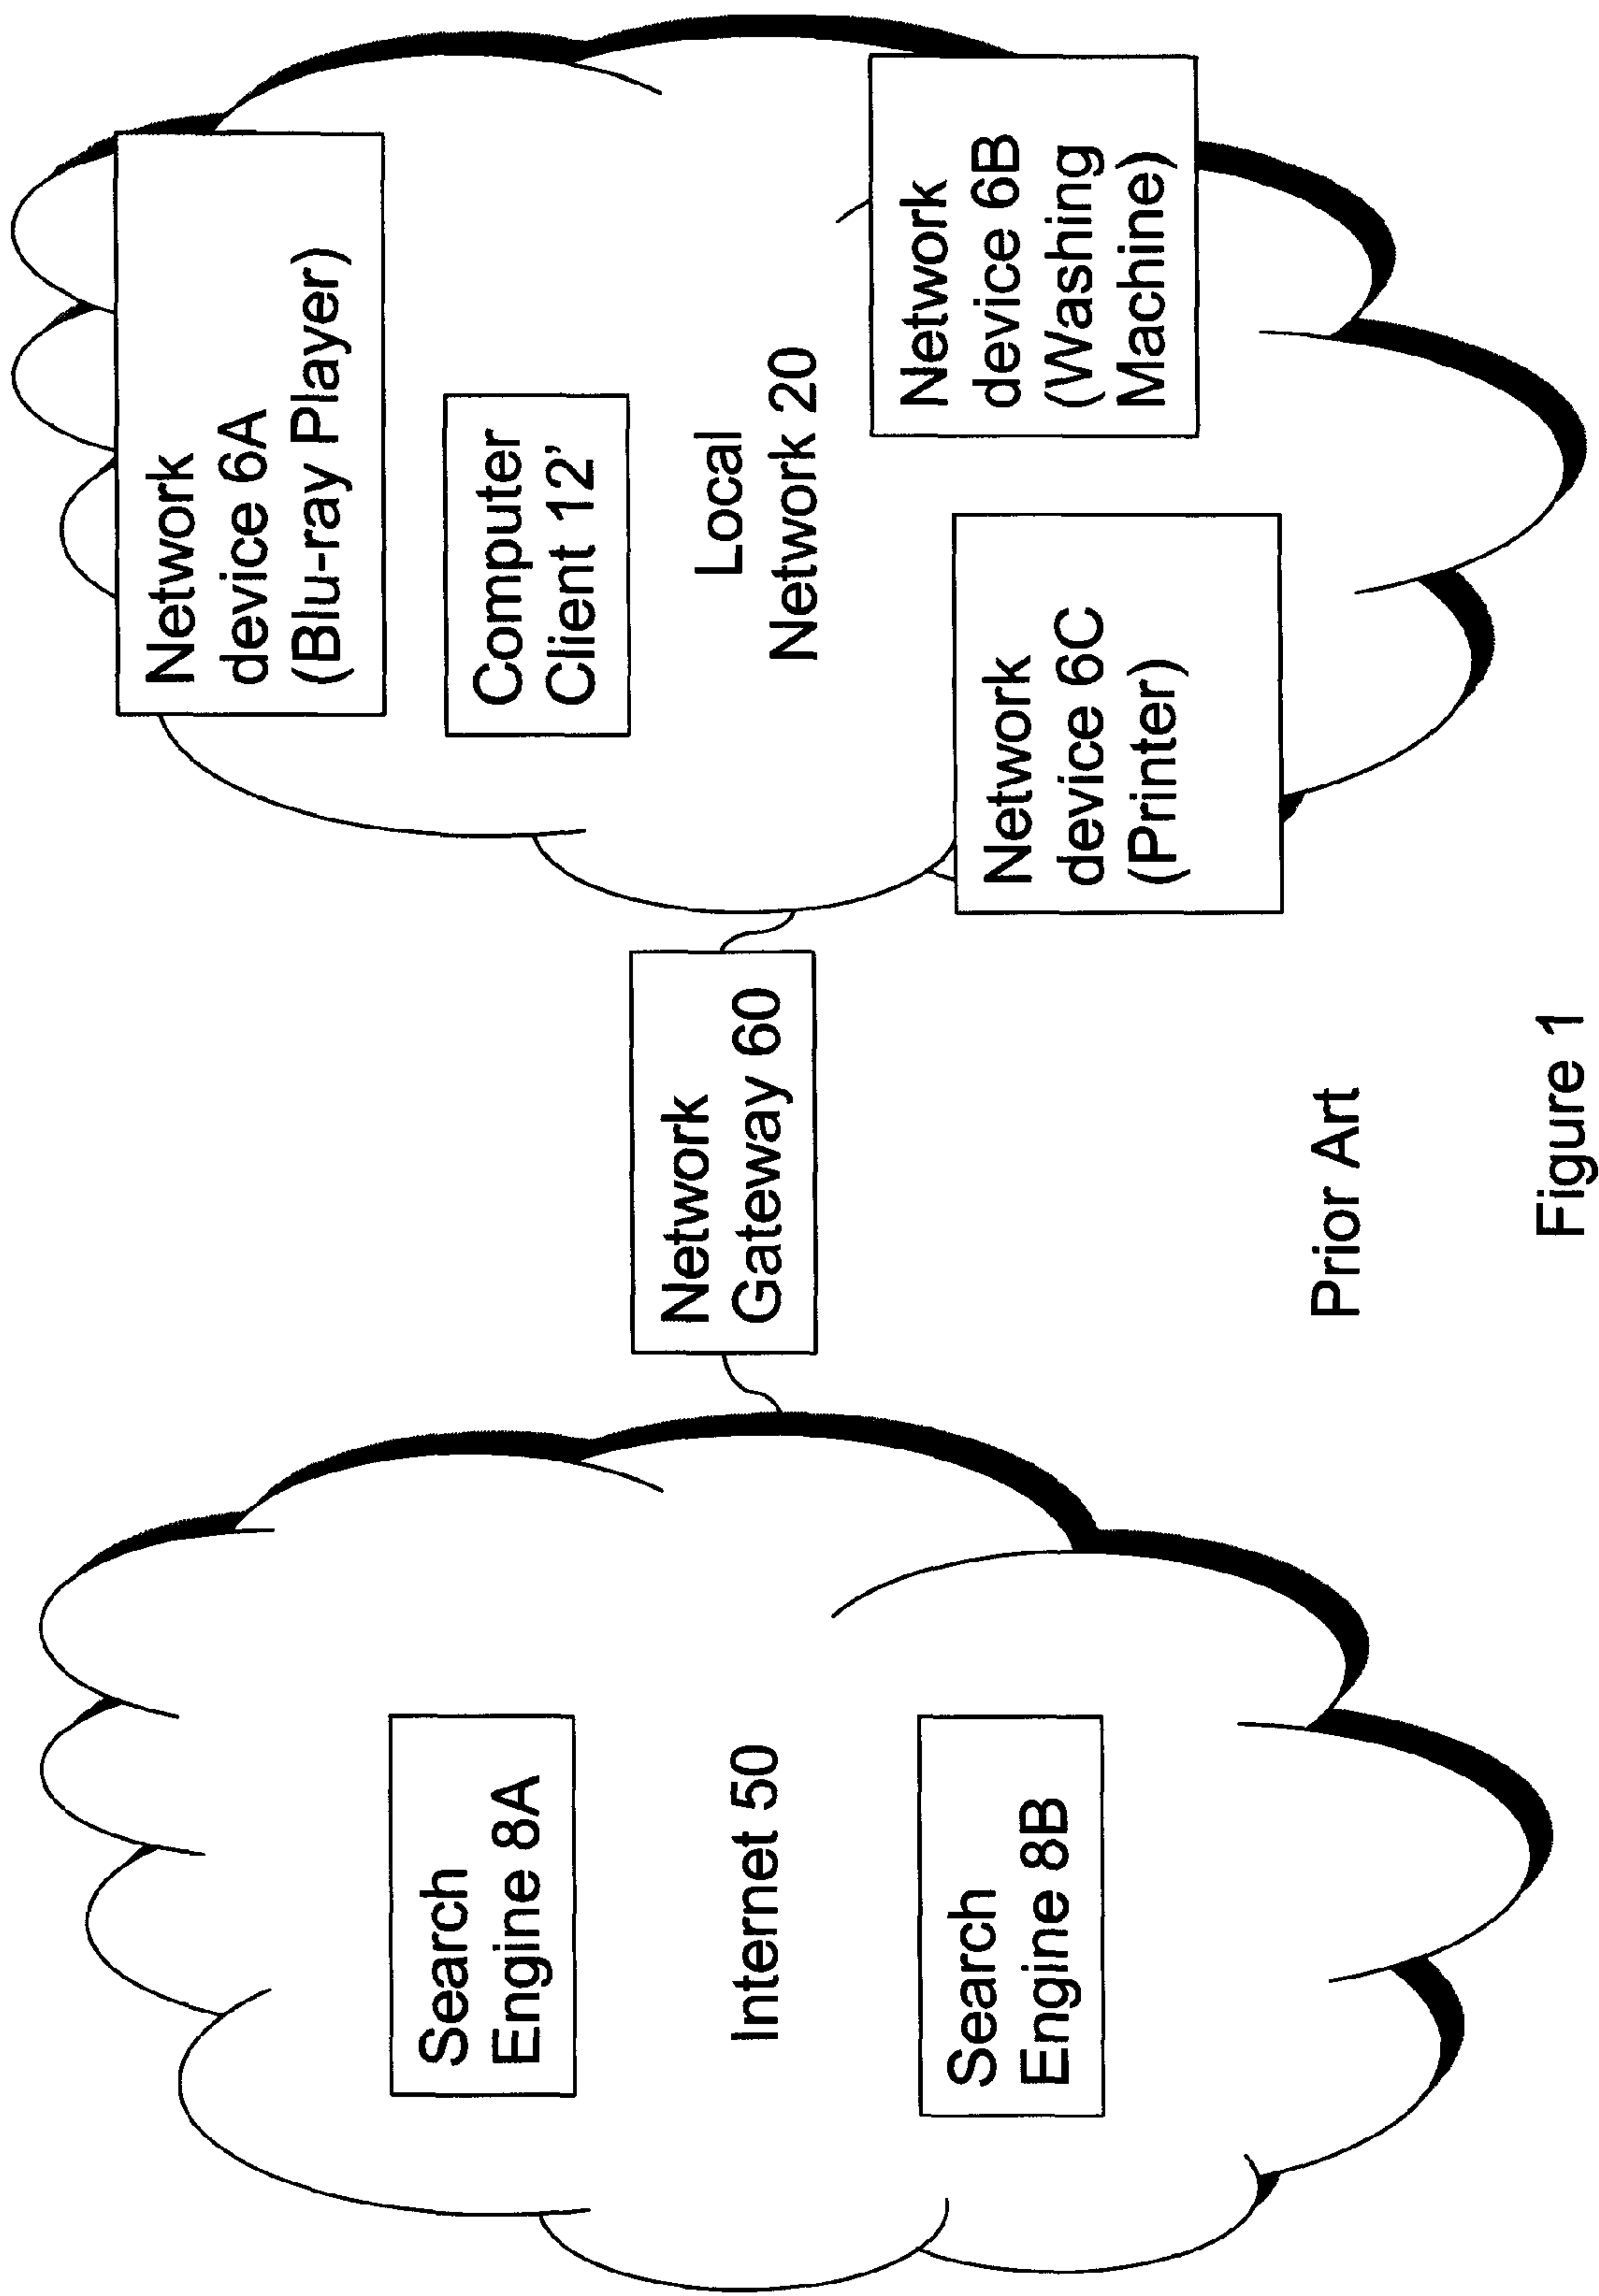 Search
Engine 8A
Internet 50
Search
Engine 8B
Network
Gateway 60
Network
device 6A
(Blu-ray Player)
Computer
Client 12'
Local
Network 20
Network
device 6B
(Washing
Machine)
Network
device 6C
(Printer)
Prior Art
Figure 1